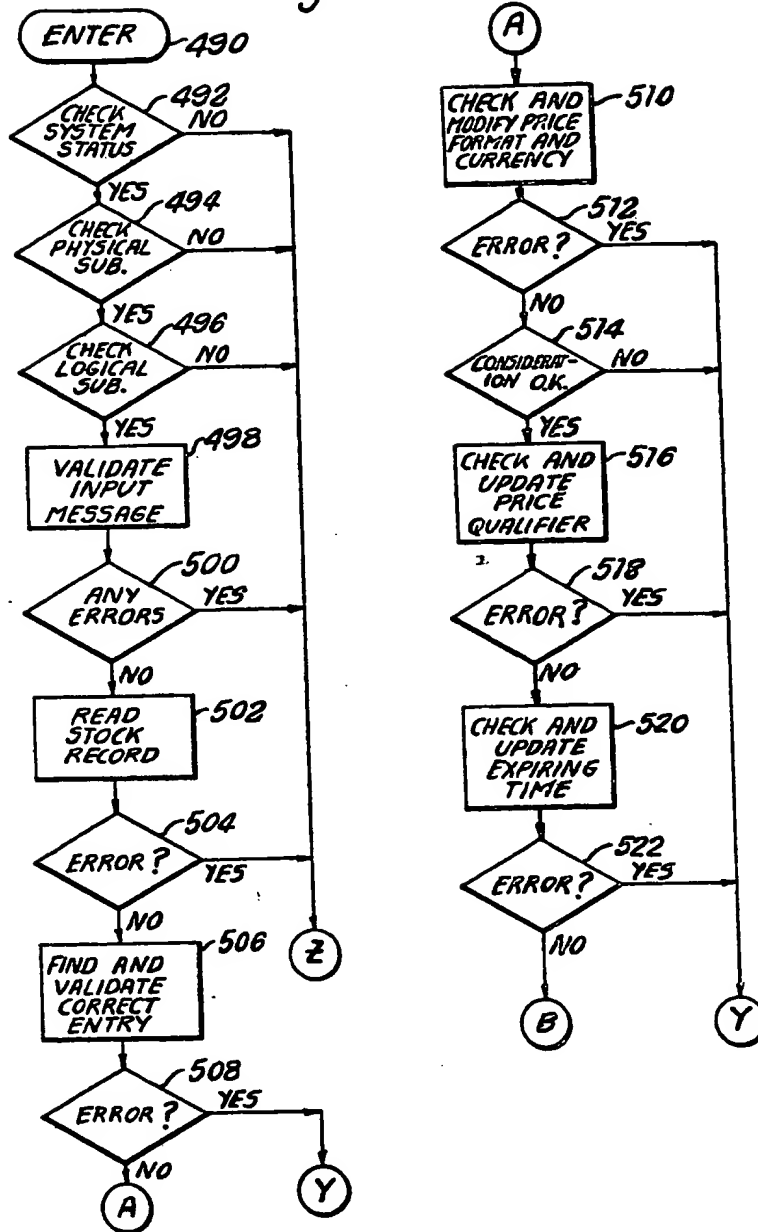 ENTER
490
492
CHECK
SYSTEM
STATUS
NO
YES
494
CHECK
PHYSICAL
SUB.
NO
YES
496
CHECK
LOGICAL
SUB.
NO
YES
498
VALIDATE
INPUT
MESSAGE
500
ANY
ERRORS
YES
NO
502
READ
STOCK
RECORD
504
ERROR?
YES
NO
Z
506
FIND AND
VALIDATE
CORRECT
ENTRY
508
ERROR?
YES
NO
A
Y
A
510
CHECK AND
MODIFY PRICE
FORMAT AND
CURRENCY
512
ERROR?
YES
NO
514
CONSIDERAT-
ION O.K.
NO
YES
516
CHECK AND
UPDATE
PRICE
QUALIFIER
518
ERROR?
YES
NO
520
CHECK AND
UPDATE
EXPIRING
TIME
522
ERROR?
YES
NO
B
Y